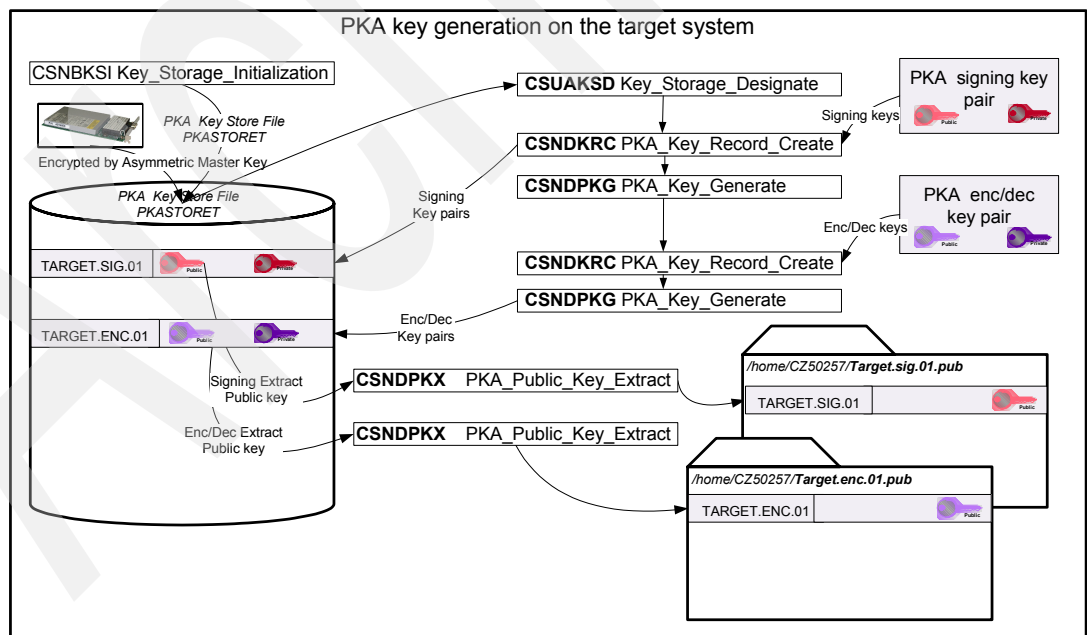 PKA key generation on the target system
CSNBKSI Key_Storage_Initialization
PKA Key Store File
PKASTORET
Encrypted by Asymmetric Master Key
PKA Key Store File
PKASTORET
TARGET.SIG.01
Public
Private
TARGET.ENC.01
Public
Private
CSUAKSD Key_Storage_Designate
CSNDKRC PKA_Key_Record_Create
CSNDPKG PKA_Key_Generate
CSNDKRC PKA_Key_Record_Create
CSNDPKG PKA_Key_Generate
PKA signing key
pair
Public
Private
Signing keys
PKA enc/dec
key pair
Public
Private
Enc/Dec keys
Signing
Key pairs
Enc/Dec
Key pairs
Signing Extract
Public key
CSNDPKX PKA_Public_Key_Extract
Enc/Dec Extract
Public key
CSNDPKX PKA_Public_Key_Extract
/home/CZ50257/Target.sig.01.pub
TARGET.SIG.01
Public
/home/CZ50257/Target.enc.01.pub
TARGET.ENC.01
Public